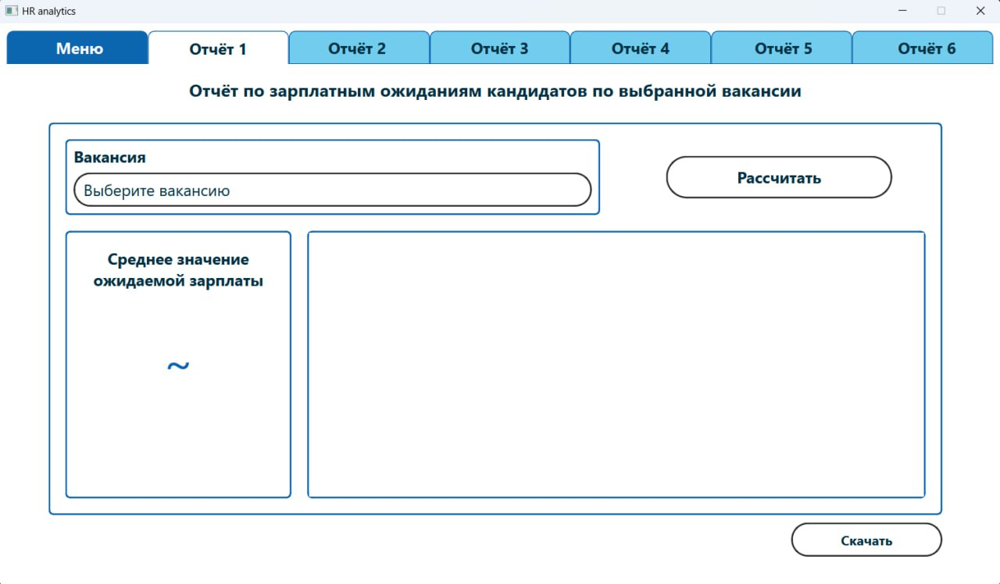 HR analytics
Меню
Отчёт 1
Отчёт 2
Отчёт 3
Отчёт 4
Отчёт 5
Отчёт 6
Отчёт по зарплатным ожиданиям кандидатов по выбранной вакансии
Вакансия
Выберите вакансию
Рассчитать
Среднее значение
ожидаемой зарплаты
~
Скачать